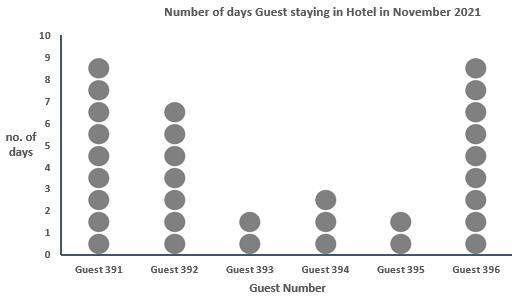 Number of days Guest staying in Hotel in November 2021
10
9
8
7
6
5
4
3
2
1
0
no. of
days
Guest 391 Guest 392 Guest 393 Guest 394 Guest 395 Guest 396
Guest Number